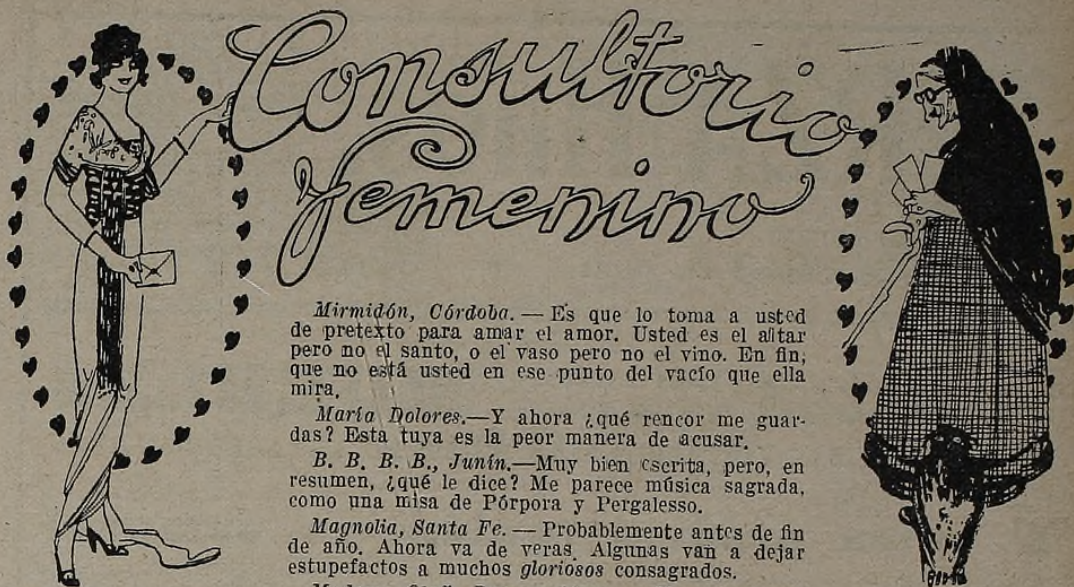 Consultorio
femenino
Mirmidón, Córdoba. — Es que lo toma a usted
de pretexto para amar el amor. Usted es el altar
pero no el santo, o el vaso pero no el vino. En fin,
que no está usted en ese punto del vacío que ella
mira.
María Dolores.—Y ahora ¿qué rencor me guar-
das? Esta tuya es la peor manera de acusar.
B. B. B. B., Junín.—Muy bien escrita, pero, en
resumen, ¿qué le dice? Me parece música sagrada,
como una misa de Pórpora y Pergalesso.
Magnolia, Santa Fe. — Probablemente antes de fin
de año. Ahora va de veras. Algunas van a dejar
estupefactos a muchos gloriosos consagrados.